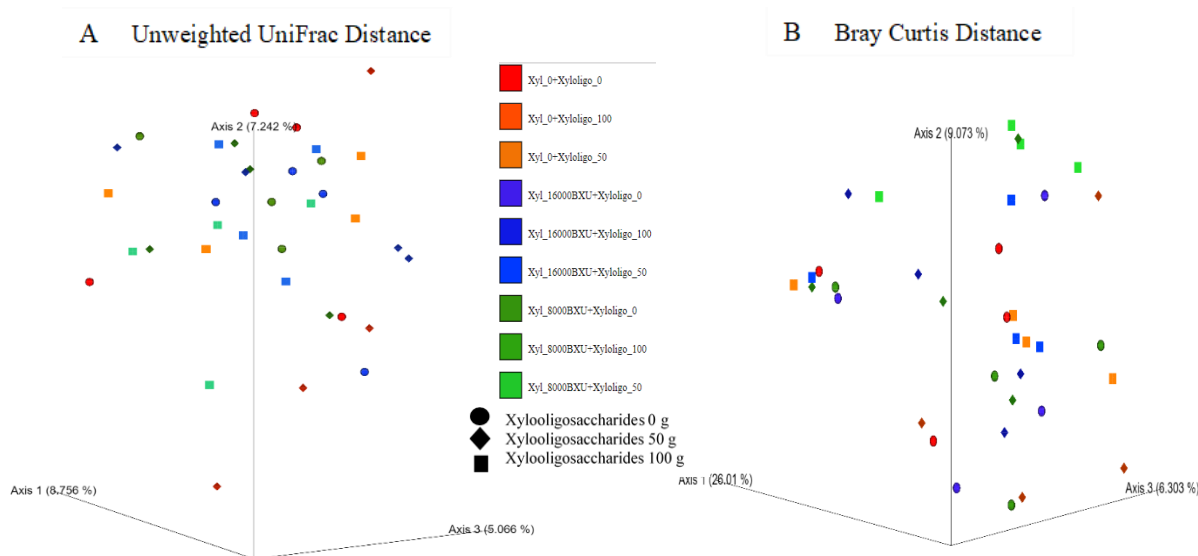 A Unweighted UniFrac Distance
Axis 2 (7.242 %)
Axis 1 (8.756 %)
Axis 3 (5.066 %)
Xyl_0+Xyloligo_0
Xyl_0+Xyloligo_100
Xyl_0+Xyloligo_50
Xyl_16000BXU+Xyloligo_0
Xyl_16000BXU+Xyloligo_100
Xyl_16000BXU+Xyloligo_50
Xyl_8000BXU+Xyloligo_0
Xyl_8000BXU+Xyloligo_100
Xyl_8000BXU+Xyloligo_50
Xylooligosaccharides 0 g
Xylooligosaccharides 50 g
Xylooligosaccharides 100 g
B Bray Curtis Distance
Axis 2 (9.073 %)
Axis 1 (26.01 %)
Axis 3 (6.303 %)